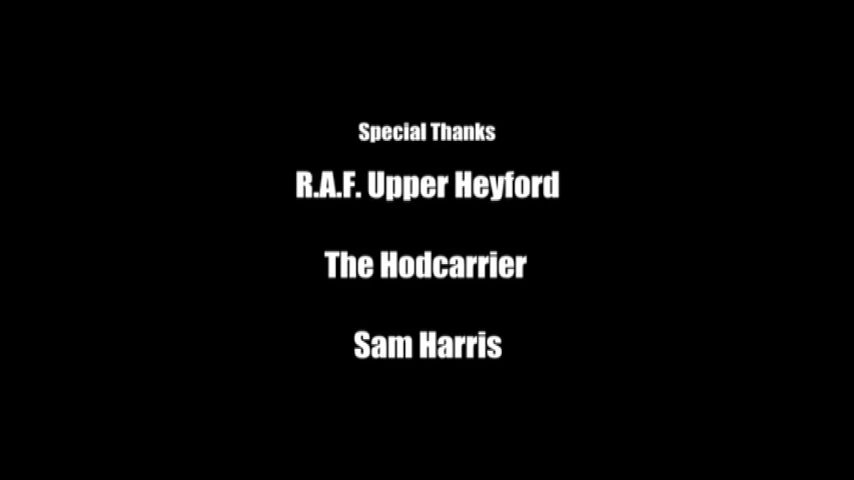 Special Thanks
R.A.F. Upper Heyford
The Hodcarrier
Sam Harris